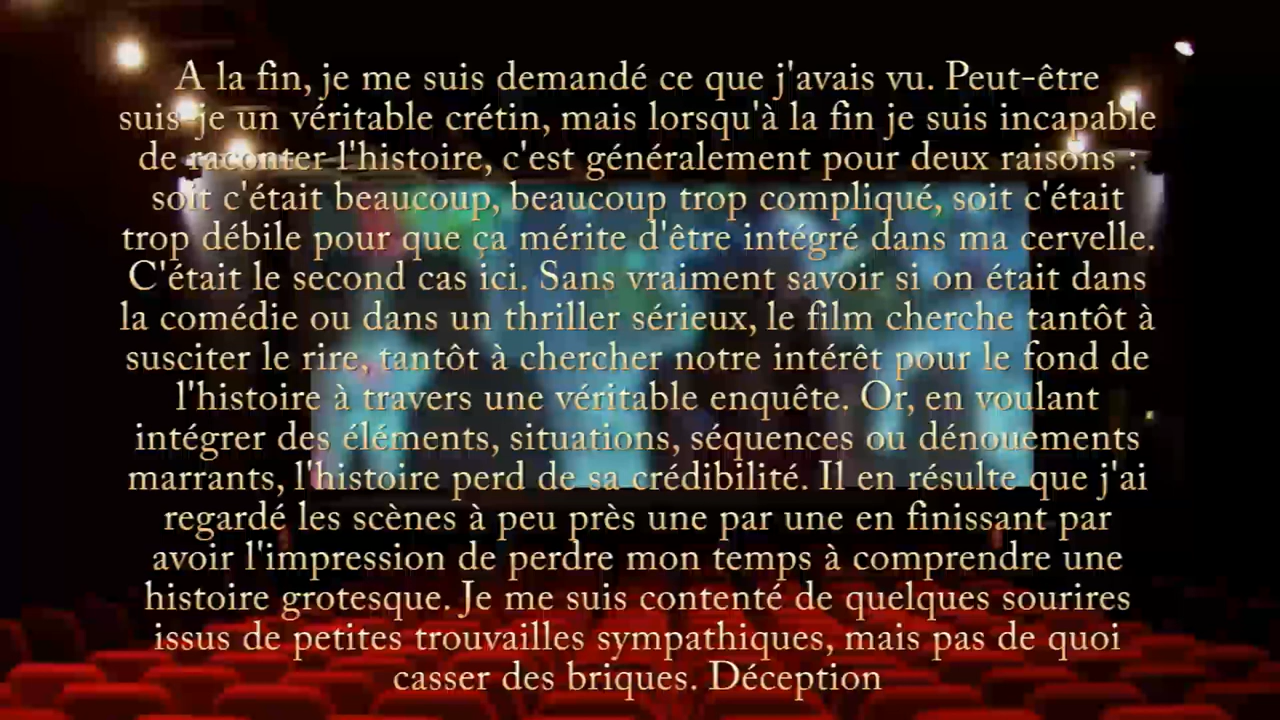 A la fin, je me suis demandé ce que j'avais vu. Peut-être
suis-je un véritable crétin, mais lorsqu'à la fin je suis incapable
de raconter l'histoire, c'est généralement pour deux raisons :
soit c'était beaucoup, beaucoup trop compliqué, soit c'était
trop débile pour que ça mérite d'être intégré dans ma cervelle.
C'était le second cas ici. Sans vraiment savoir si on était dans
la comédie ou dans un thriller sérieux, le film cherche tantôt à
susciter le rire, tantôt à chercher notre intérêt pour le fond de
l'histoire à travers une véritable enquête. Or, en voulant
intégrer des éléments, situations, séquences ou dénouements
marrants, l'histoire perd de sa crédibilité. Il en résulte que j'ai
regardé les scènes à peu près une par une en finissant par
avoir l'impression de perdre mon temps à comprendre une
histoire grotesque. Je me suis contenté de quelques sourires
issus de petites trouvailles sympathiques, mais pas de quoi
casser des briques. Déception